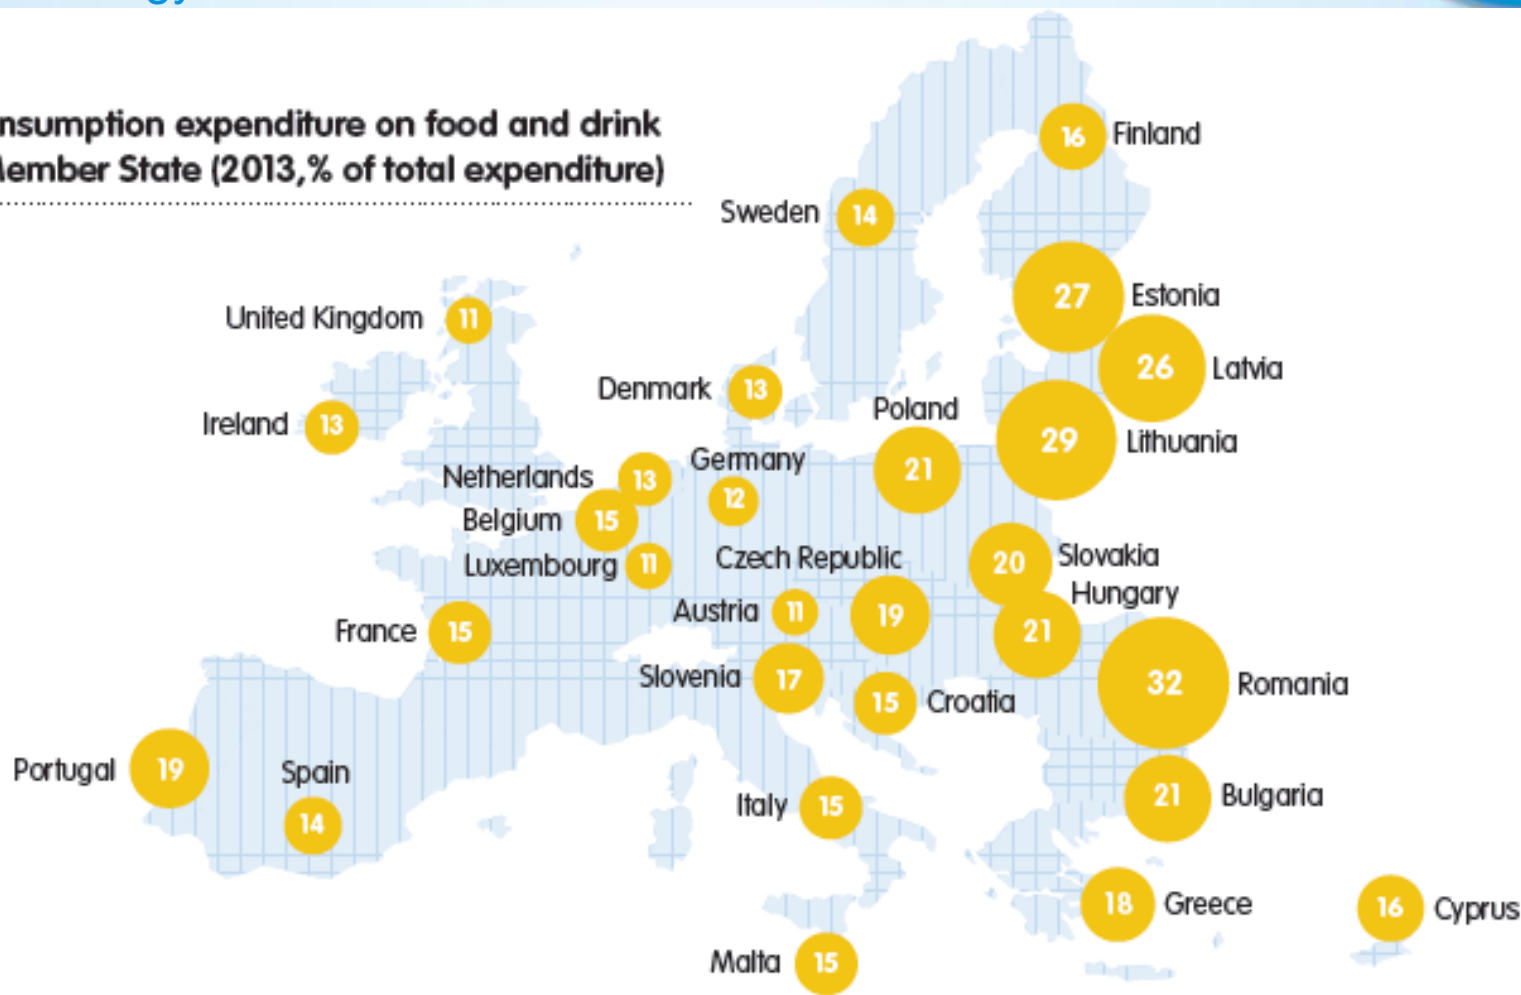 nsumption expenditure on food and drink
ember State (2013,% of total expenditure)
16 Finland
Sweden 14
27 Estonia
United Kingdom 11
26 Latvia
Denmark 13
Poland
Ireland 13
29 Lithuania
Germany
21
Netherlands 13
12
Belgium 15
Czech Republic
20 Slovakia
Luxembourg 11
Hungary
Austria 11
19
France 15
21
Slovenia 17
32 Romania
15 Croatia
Portugal 19
Spain
14
Italy 15
21 Bulgaria
18 Greece
16 Cyprus
Malta 15